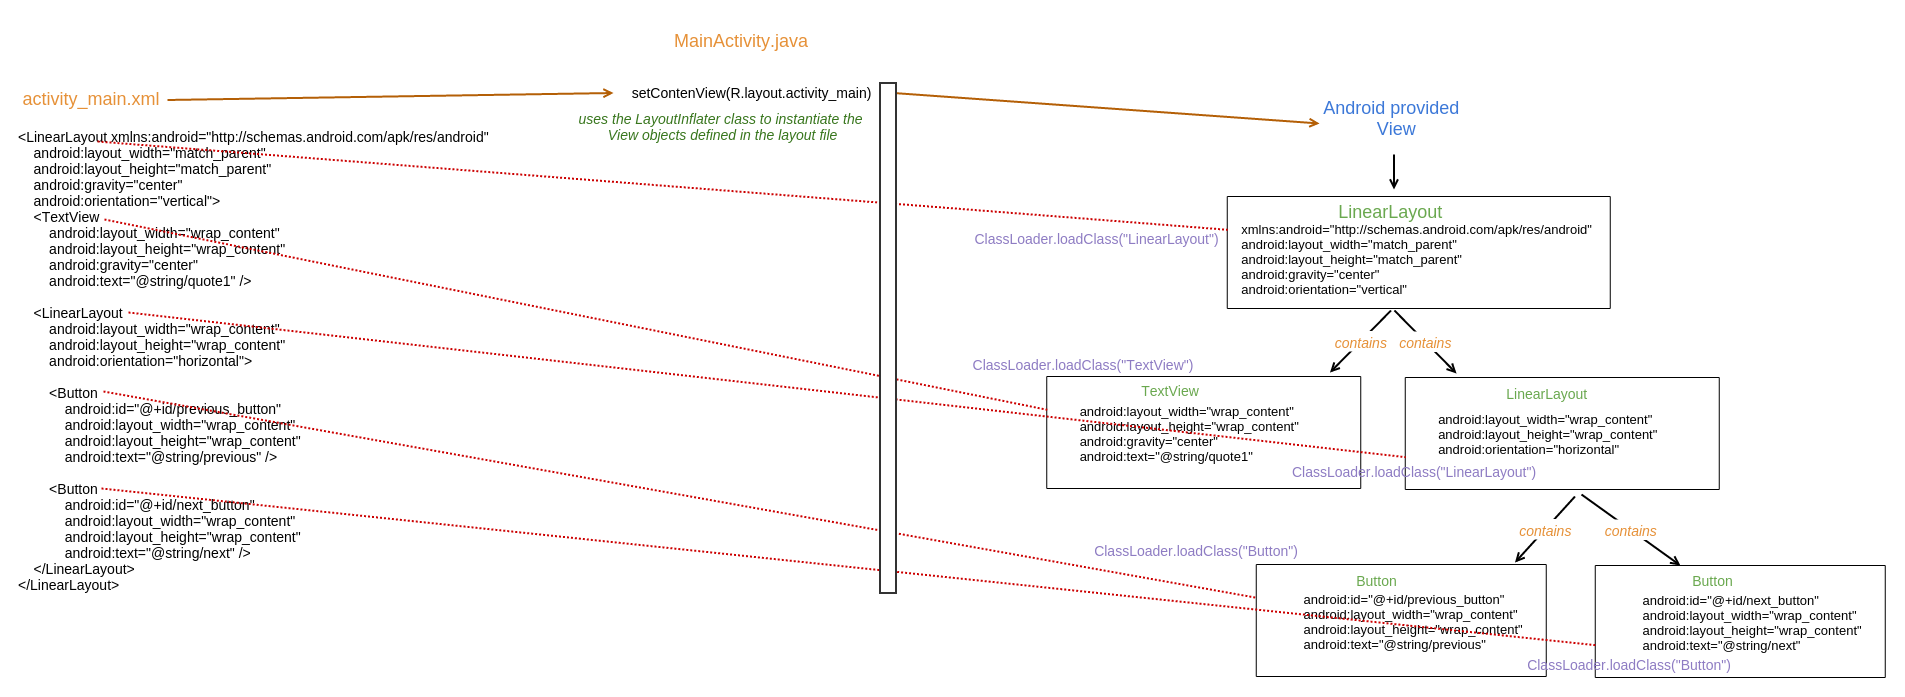 MainActivity.java
activity_main.xml
setContenView(R.layout.activity_main)
uses the LayoutInflater class to instantiate the
View objects defined in the layout file
<LinearLayout xmlns:android="http://schemas.android.com/apk/res/android"
android:layout_width="match_parent"
android:layout_height="match_parent"
android:gravity="center"
android:orientation="vertical">
<TextView
android:layout_width="wrap_content"
android:layout_height="wrap_content"
android:gravity="center"
android:text="@string/quote1" />
<LinearLayout
android:layout_width="wrap_content"
android:layout_height="wrap_content"
android:orientation="horizontal">
<Button
android:id="@+id/previous_button"
android:layout_width="wrap_content"
android:layout_height="wrap_content"
android:text="@string/previous" />
<Button
android:id="@+id/next_button"
android:layout_width="wrap_content"
android:layout_height="wrap_content"
android:text="@string/next" />
</LinearLayout>
</LinearLayout>
Android provided
View
ClassLoader.loadClass("LinearLayout")
LinearLayout
xmlns:android="http://schemas.android.com/apk/res/android"
android:layout_width="match_parent"
android:layout_height="match_parent"
android:gravity="center"
android:orientation="vertical"
contains
contains
ClassLoader.loadClass("TextView")
TextView
android:layout_width="wrap_content"
android:layout_height="wrap_content"
android:gravity="center"
android:text="@string/quote1"
LinearLayout
android:layout_width="wrap_content"
android:layout_height="wrap_content"
android:orientation="horizontal"
ClassLoader.loadClass("LinearLayout")
contains
contains
ClassLoader.loadClass("Button")
Button
android:id="@+id/previous_button"
android:layout_width="wrap_content"
android:layout_height="wrap_content"
android:text="@string/previous"
Button
android:id="@+id/next_button"
android:layout_width="wrap_content"
android:layout_height="wrap_content"
android:text="@string/next"
ClassLoader.loadClass("Button")